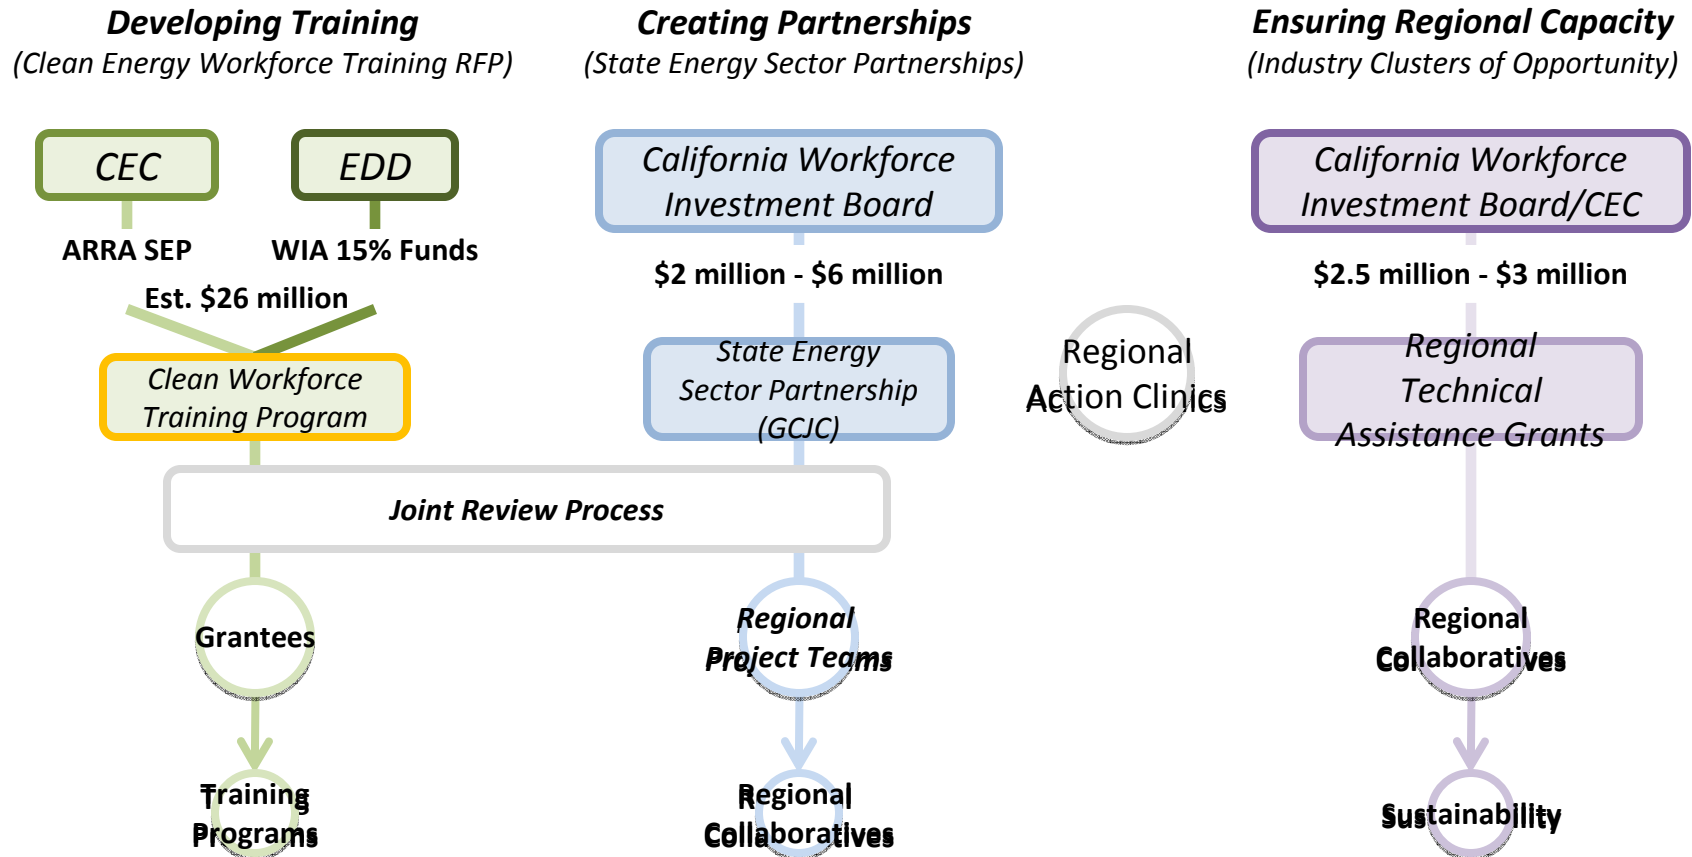 Developing Training
(Clean Energy Workforce Training RFP)
CEC
EDD
ARRA SEP
WIA 15% Funds
Est. $26 million
Clean Workforce
Training Program
Creating Partnerships
(State Energy Sector Partnerships)
California Workforce
Investment Board
$2 million - $6 million
State Energy
Sector Partnership
(GCJC)
Joint Review Process
Grantees
Training
Programs
Regional
Project Teams
Regional
Collaboratives
Regional
Action Clinics
Ensuring Regional Capacity
(Industry Clusters of Opportunity)
California Workforce
Investment Board/CEC
$2.5 million - $3 million
Regional
Technical
Assistance Grants
Regional
Collaboratives
Sustainability